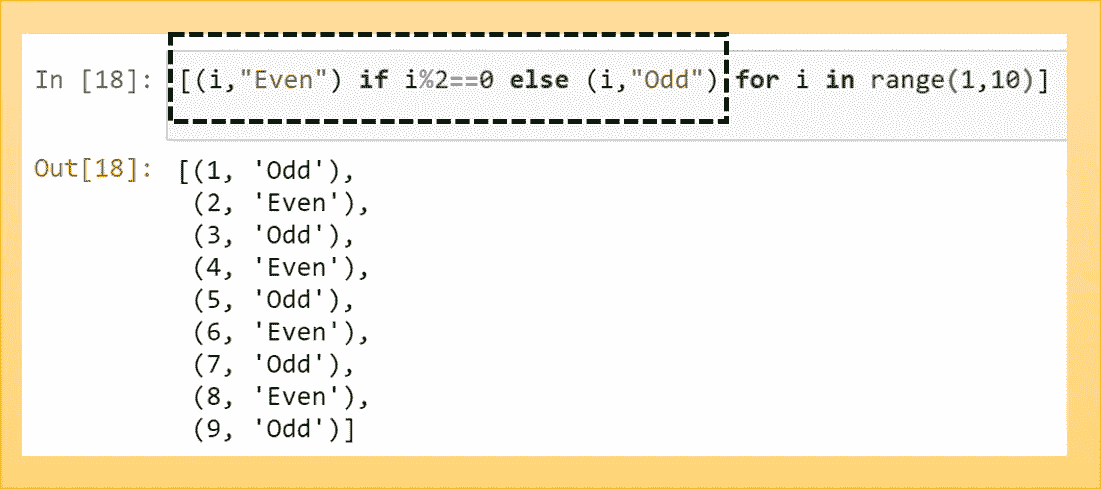 In [18]: [(i,"Even") if i%2==0 else (i,"Odd") for i in range(1,10)]
Out[18]: [(1, 'Odd'),
(2, 'Even'),
(3, 'Odd'),
(4, 'Even'),
(5, 'Odd'),
(6, 'Even'),
(7, 'Odd'),
(8, 'Even'),
(9, 'Odd')]